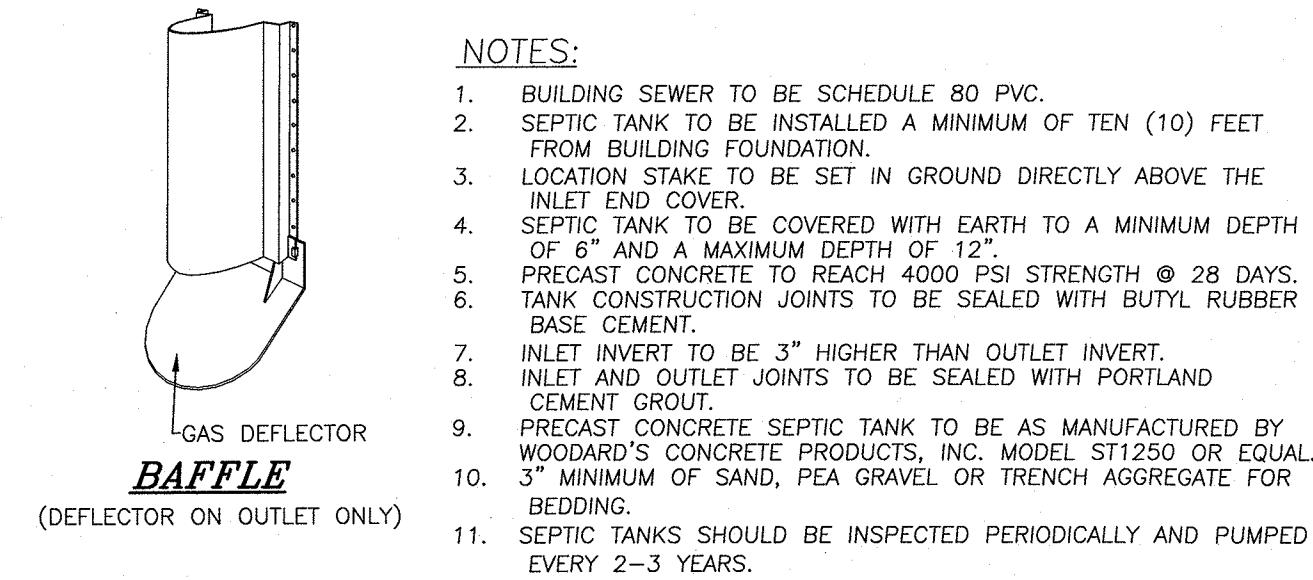 GAS DEFLECTOR
BAFFLE
(DEFLECTOR ON OUTLET ONLY)
NOTES:
1. BUILDING SEWER TO BE SCHEDULE 80 PVC.
2. SEPTIC TANK TO BE INSTALLED A MINIMUM OF TEN (10) FEET
FROM BUILDING FOUNDATION.
3. LOCATION STAKE TO BE SET IN GROUND DIRECTLY ABOVE THE
INLET END COVER.
4. SEPTIC TANK TO BE COVERED WITH EARTH TO A MINIMUM DEPTH
OF 6" AND A MAXIMUM DEPTH OF 12".
5. PRECAST CONCRETE TO REACH 4000 PSI STRENGTH @ 28 DAYS.
6. TANK CONSTRUCTION JOINTS TO BE SEALED WITH BUTYL RUBBER
BASE CEMENT.
7. INLET INVERT TO BE 3" HIGHER THAN OUTLET INVERT.
8. INLET AND OUTLET JOINTS TO BE SEALED WITH PORTLAND
CEMENT GROUT.
9. PRECAST CONCRETE SEPTIC TANK TO BE AS MANUFACTURED BY
WOODARD'S CONCRETE PRODUCTS, INC. MODEL ST1250 OR EQUAL.
10. 3" MINIMUM OF SAND, PEA GRAVEL OR TRENCH AGGREGATE FOR
BEDDING.
11. SEPTIC TANKS SHOULD BE INSPECTED PERIODICALLY AND PUMPED
EVERY 2-3 YEARS.